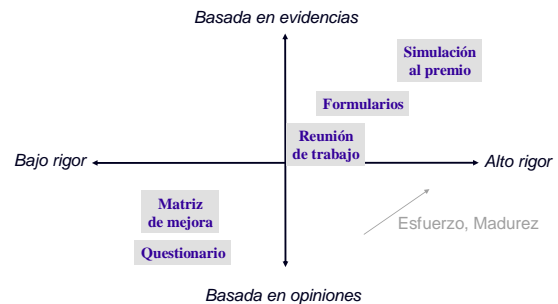 Basada en evidencias
Simulación
al premio
Formularios
Reunión
de trabajo
Bajo rigor
Alto rigor
Matriz
de mejora
Esfuerzo, Madurez
Questionario
Basada en opiniones